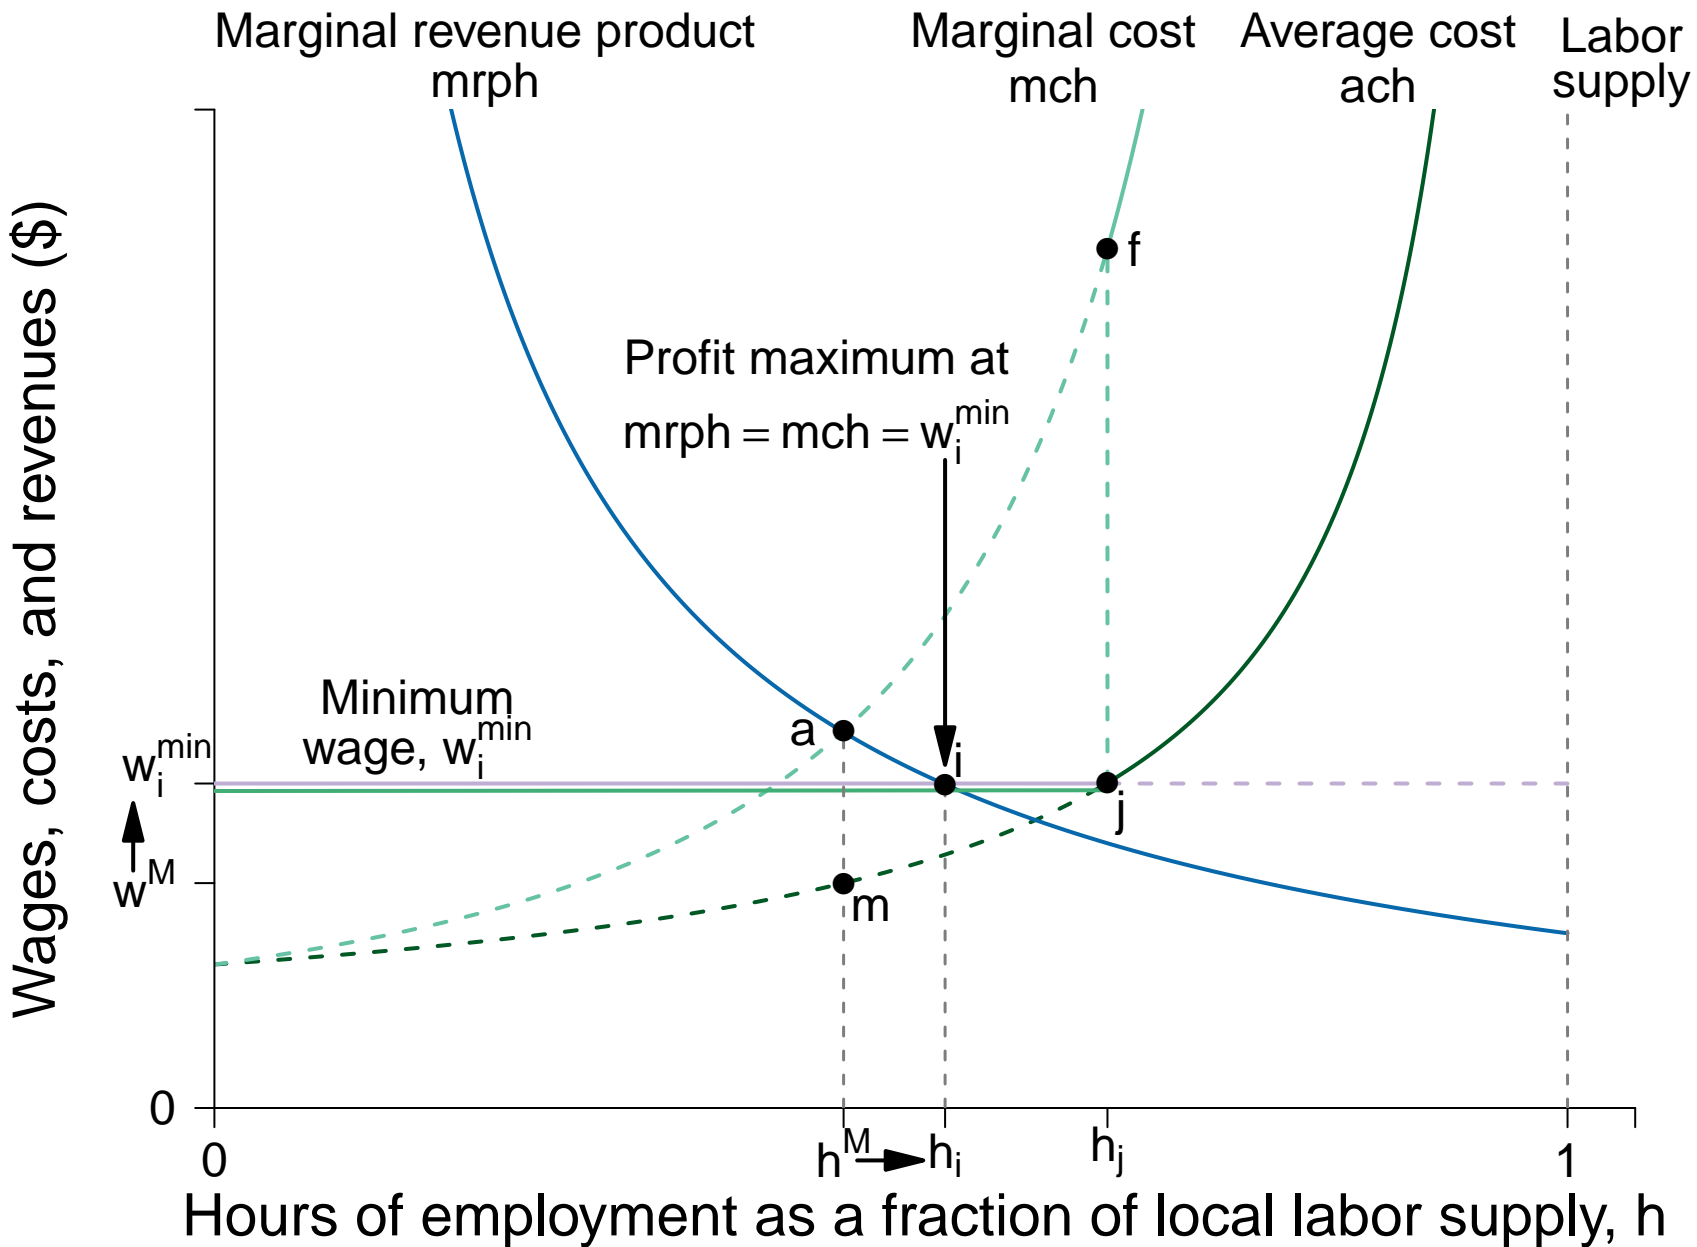 Marginal revenue product
mrph
Marginal cost
mch
Average cost
ach
Labor
supply
Wages, costs, and revenues ($)
f
Profit maximum at
mrph = mch = w_i^min
Minimum
wage, w_i^min
a
i
j
m
w_i^min
w^M
0
0
h^M
h_i
h_j
1
Hours of employment as a fraction of local labor supply, h